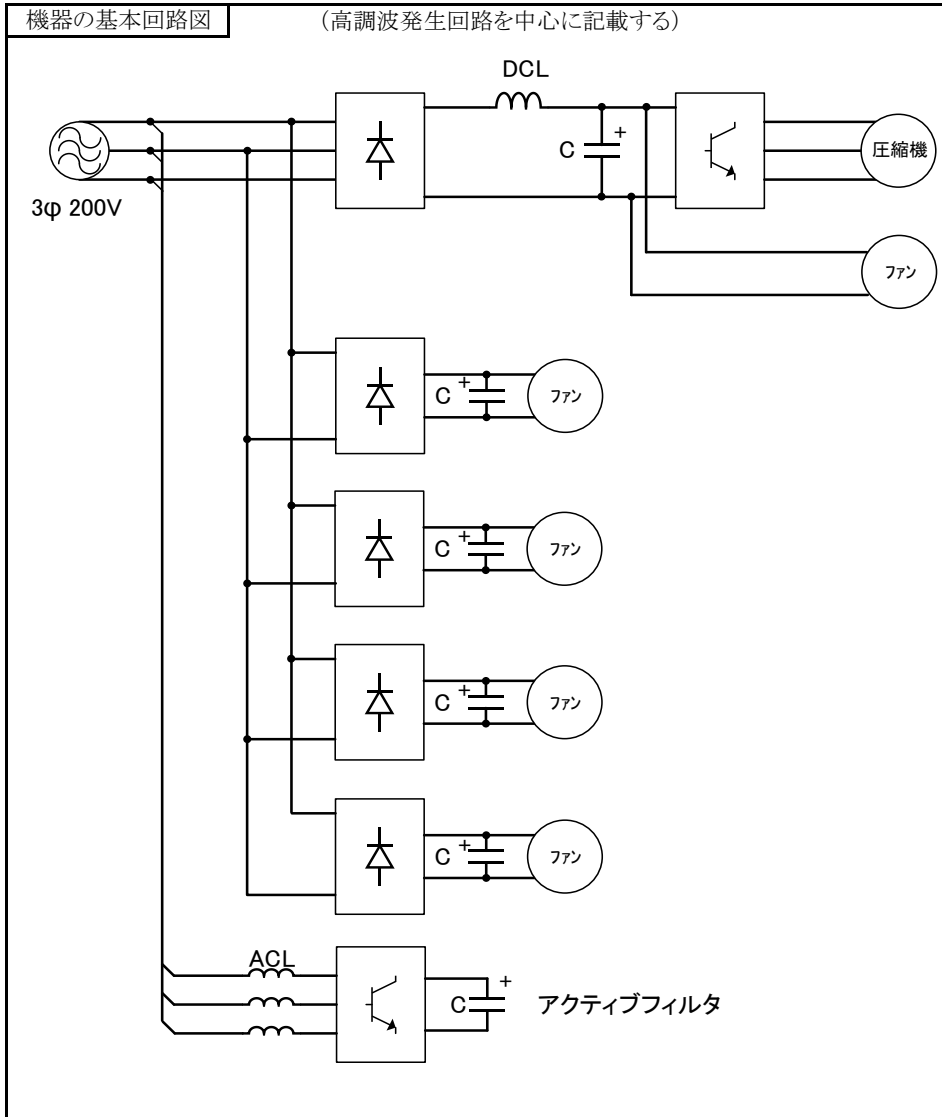 機器の基本回路図
(高調波発生回路を中心に記載する)
DCL
C
+
圧縮機
3φ 200V
ファン
C
+
ファン
C
+
ファン
C
+
ファン
C
+
ファン
ACL
C
+
アクティブフィルタ